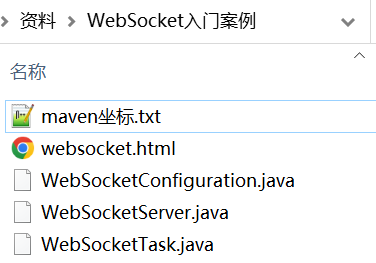 资料 > WebSocket入门案例
名称
maven坐标.txt
websocket.html
WebSocketConfiguration.java
WebSocketServer.java
WebSocketTask.java